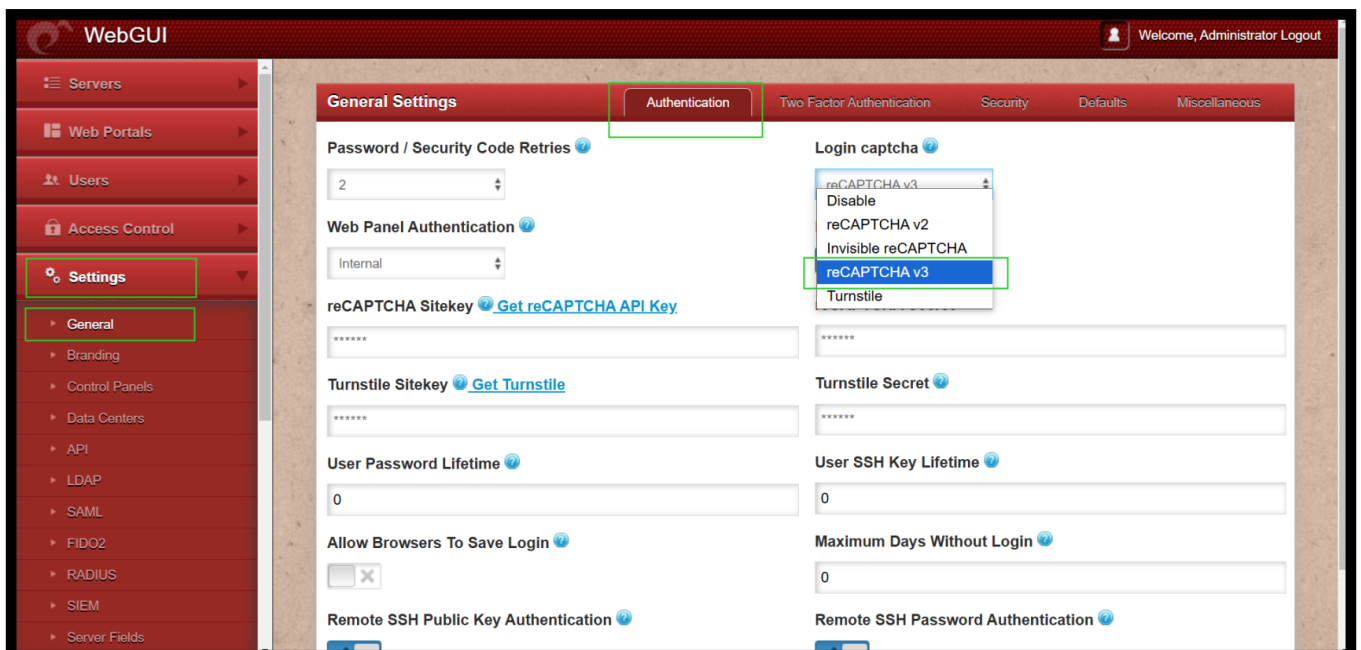 WebGUI
Welcome, Administrator Logout
Servers
Web Portals
Users
Access Control
Settings
General
Branding
Control Panels
Data Centers
API
LDAP
SAML
FIDO2
RADIUS
SIEM
Server Fields
General Settings
Authentication
Two Factor Authentication
Security
Defaults
Miscellaneous
Password / Security Code Retries
Login captcha
2
reCAPTCHA v3
Disable
reCAPTCHA v2
Invisible reCAPTCHA
reCAPTCHA v3
Turnstile
Web Panel Authentication
Internal
reCAPTCHA Sitekey Get reCAPTCHA API Key
******
******
Turnstile Sitekey Get Turnstile
Turnstile Secret
******
******
User Password Lifetime
User SSH Key Lifetime
0
0
Allow Browsers To Save Login
Maximum Days Without Login
0
Remote SSH Public Key Authentication
Remote SSH Password Authentication